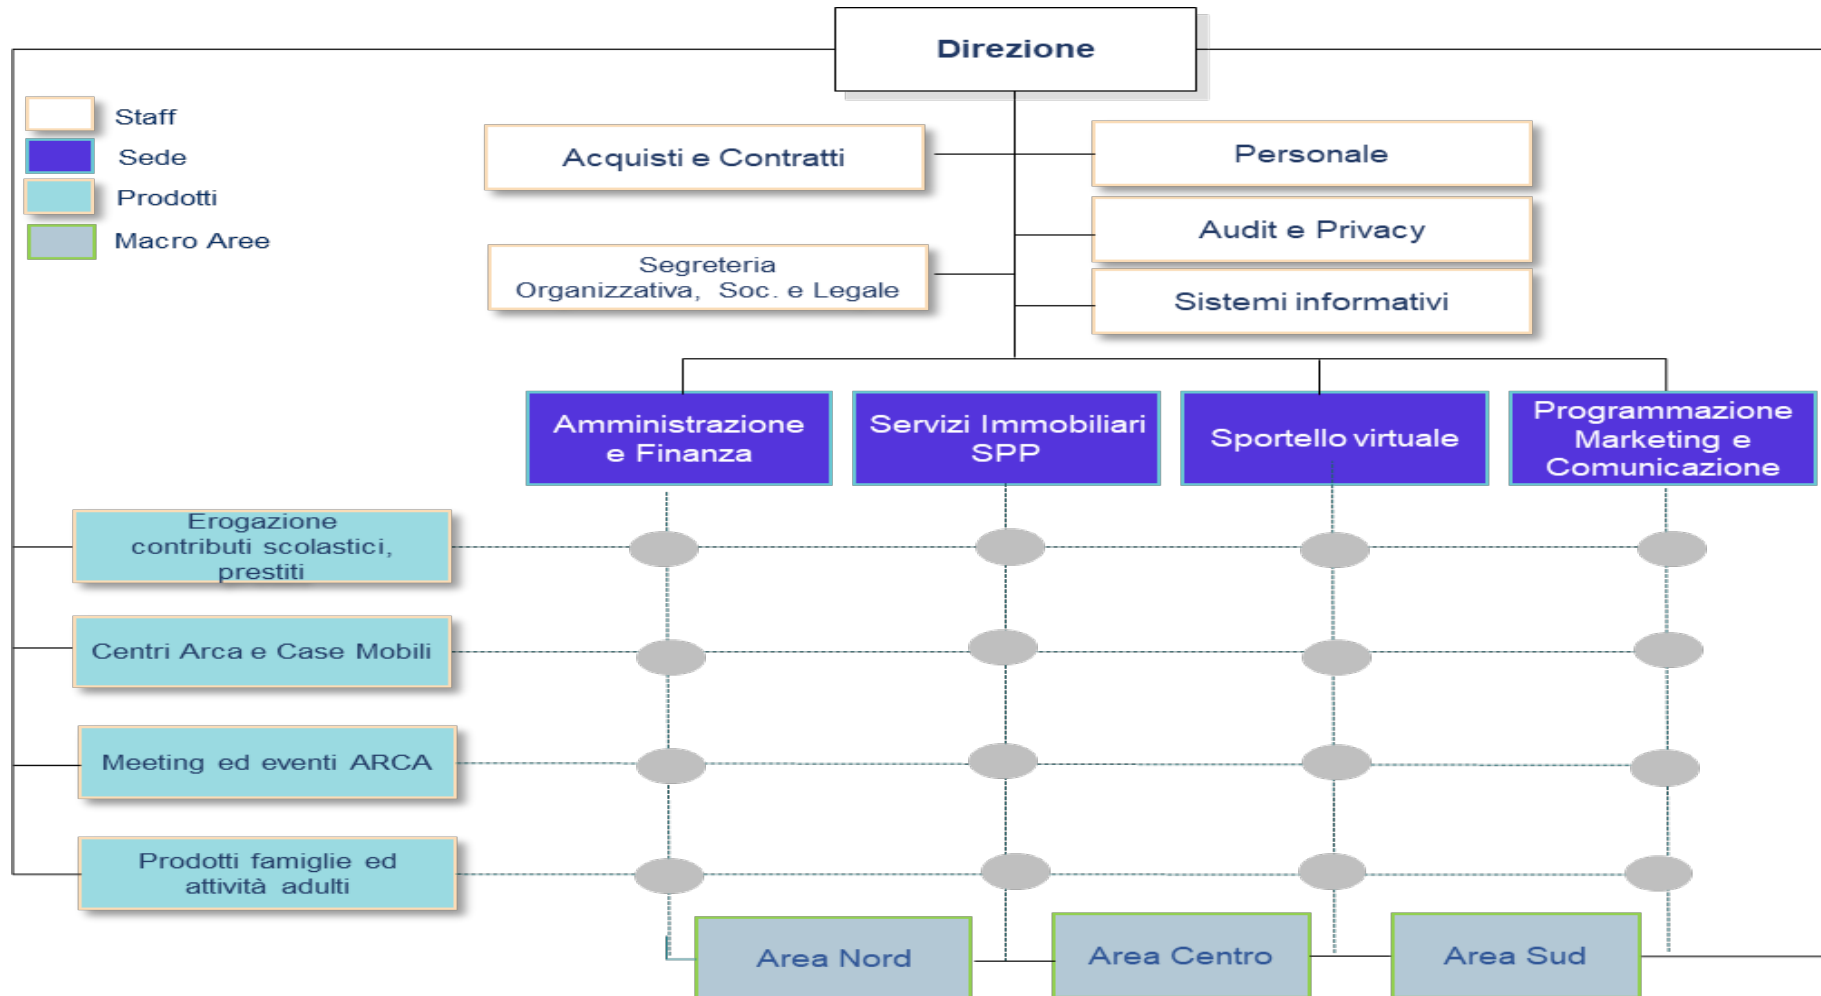 Direzione
Staff
Sede
Prodotti
Macro Aree
Acquisti e Contratti
Personale
Audit e Privacy
Segreteria
Organizzativa, Soc. e Legale
Sistemi informativi
Amministrazione
e Finanza
Servizi Immobiliari
SPP
Sportello virtuale
Programmazione
Marketing e
Comunicazione
Erogazione
contributi scolastici,
prestiti
Centri Arca e Case Mobili
Meeting ed eventi ARCA
Prodotti famiglie ed
attività adulti
Area Nord
Area Centro
Area Sud